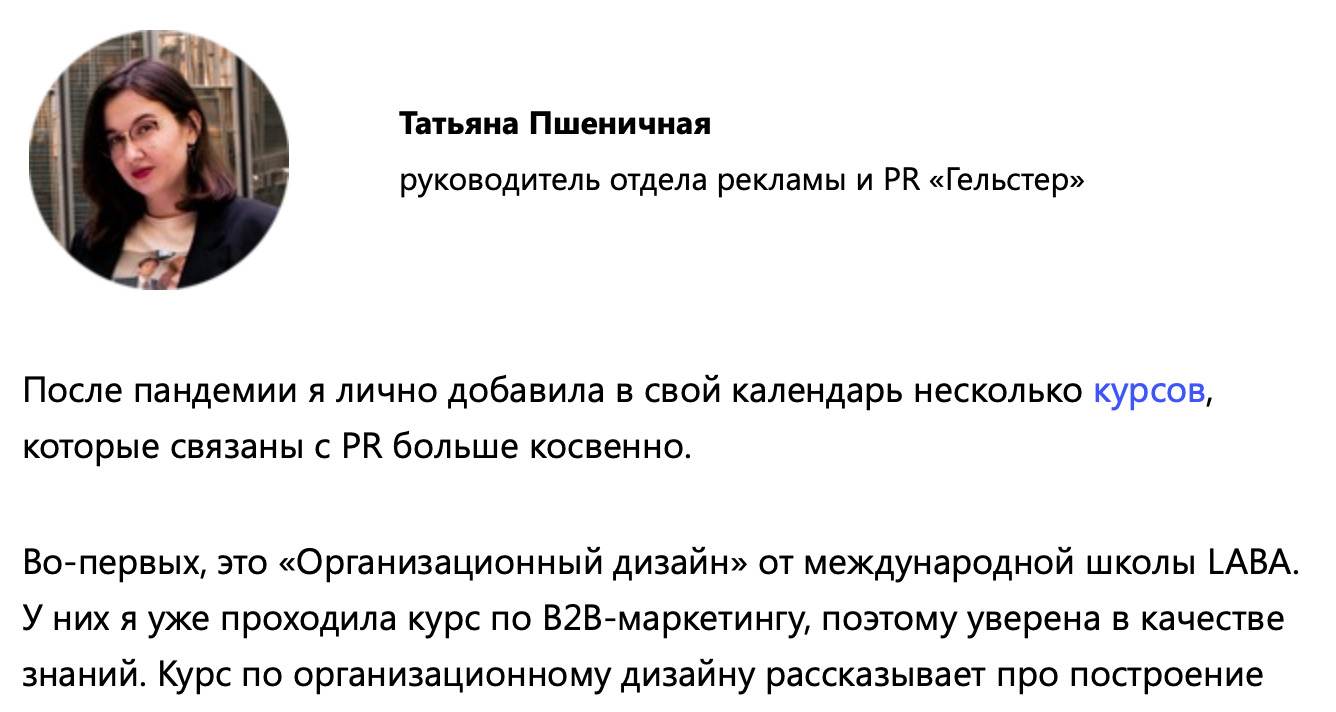 Татьяна Пшеничная
руководитель отдела рекламы и PR «Гельстер»
После пандемии я лично добавила в свой календарь несколько курсов,
которые связаны с PR больше косвенно.
Во-первых, это «Организационный дизайн» от международной школы LABA.
У них я уже проходила курс по B2B-маркетингу, поэтому уверена в качестве
знаний. Курс по организационному дизайну рассказывает про построение